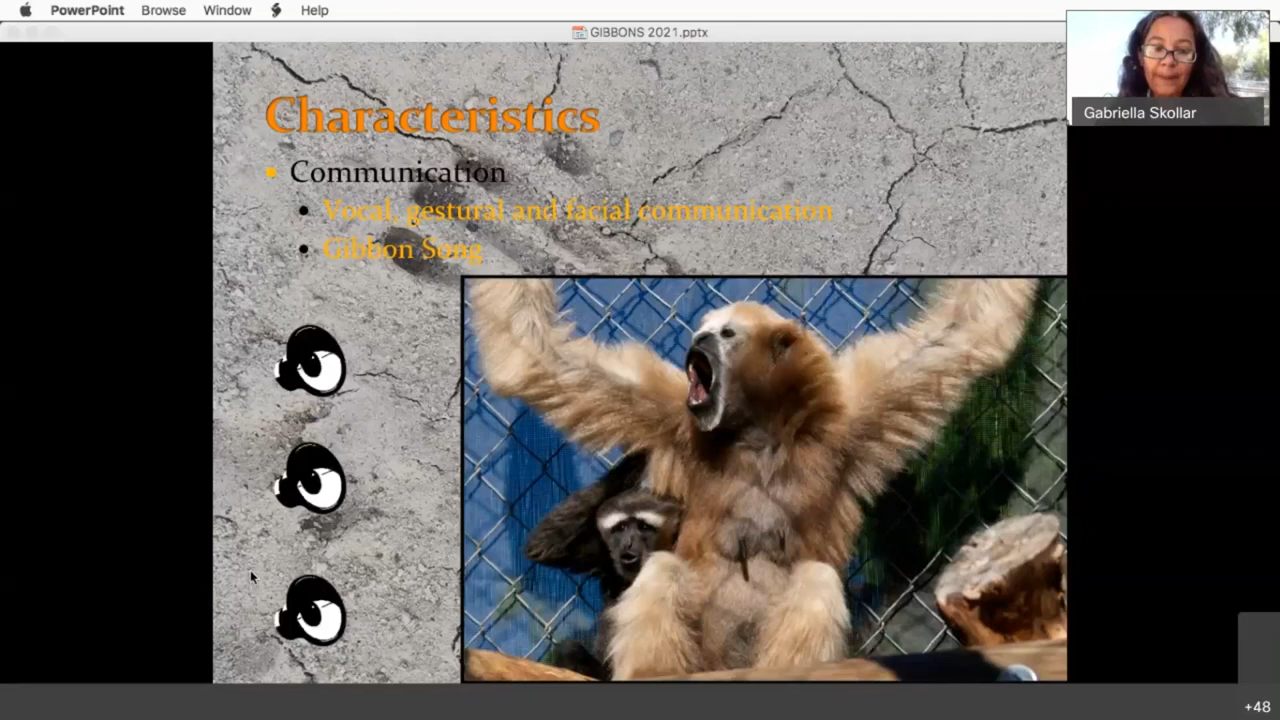 PowerPoint Browse Window Help
GIBBONS 2021.pptx
Gabriella Skollar
Characteristics
Communication
Vocal, gestural and facial communication
Gibbon Song
+48